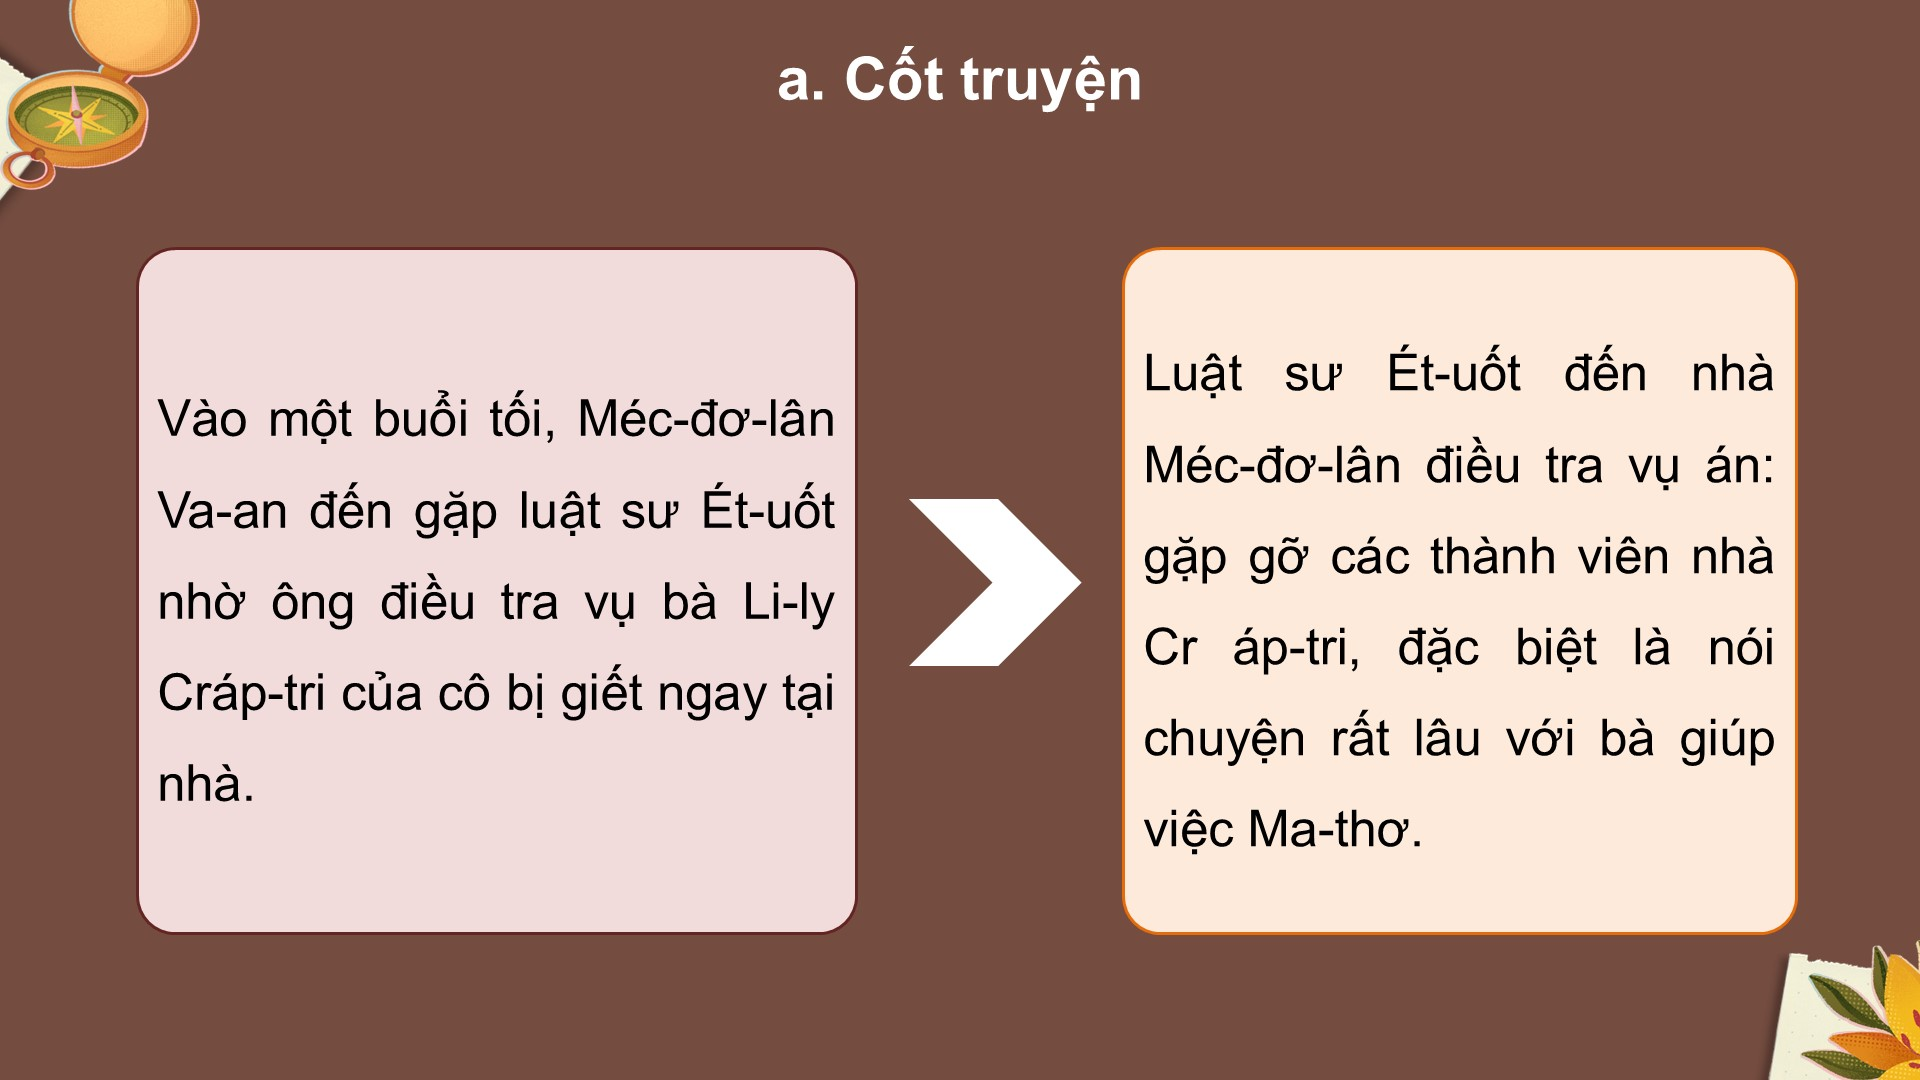 a. Cốt truyện
Vào một buổi tối, Méc-đơ-lân
Va-an đến gặp luật sư Ét-uốt
nhờ ông điều tra vụ bà Li-ly
Cráp-tri của cô bị giết ngay tại
nhà.
Luật sư Ét-uốt đến nhà
Méc-đơ-lân điều tra vụ án:
gặp gỡ các thành viên nhà
Cr áp-tri, đặc biệt là nói
chuyện rất lâu với bà giúp
việc Ma-thơ.